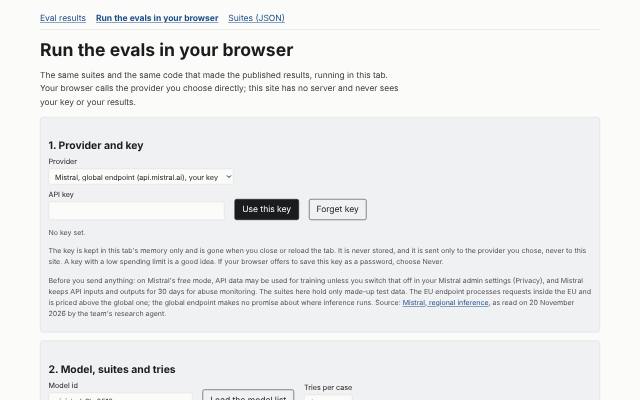 Eval results Run the evals in your browser Suites (JSON)
Run the evals in your browser
The same suites and the same code that made the published results, running in this tab.
Your browser calls the provider you choose directly; this site has no server and never sees
your key or your results.
1. Provider and key
Provider
Mistral, global endpoint (api.mistral.ai), your key
API key
Use this key Forget key
No key set.
The key is kept in this tab's memory only and is gone when you close or reload the tab. It is never stored, and it is sent only to the provider you chose, never to this
site. A key with a low spending limit is a good idea. If your browser offers to save this key as a password, choose Never.
Before you send anything: on Mistral's free mode, API data may be used for training unless you switch that off in your Mistral admin settings (Privacy), and Mistral
keeps API inputs and outputs for 30 days for abuse monitoring. The suites here hold only made-up test data. The EU endpoint processes requests inside the EU and
is priced above the global one; the global endpoint makes no promise about where inference runs. Source: Mistral, regional inference, as read on 20 November
2026 by the team's research agent.
2. Model, suites and tries
Model id
Load the model list
Tries per case